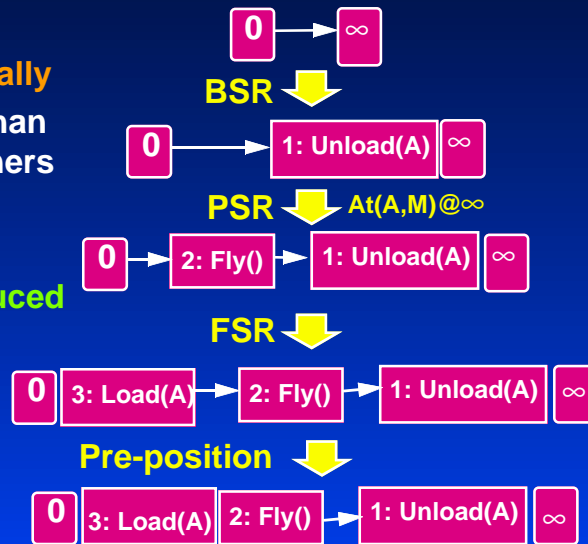 0 ∞
ally
BSR
han
ners
0 1: Unload(A) ∞
PSR At(A,M)@∞
0 2: Fly() 1: Unload(A) ∞
uced
FSR
0 3: Load(A) 2: Fly() 1: Unload(A) ∞
Pre-position
0 3: Load(A) 2: Fly() 1: Unload(A) ∞